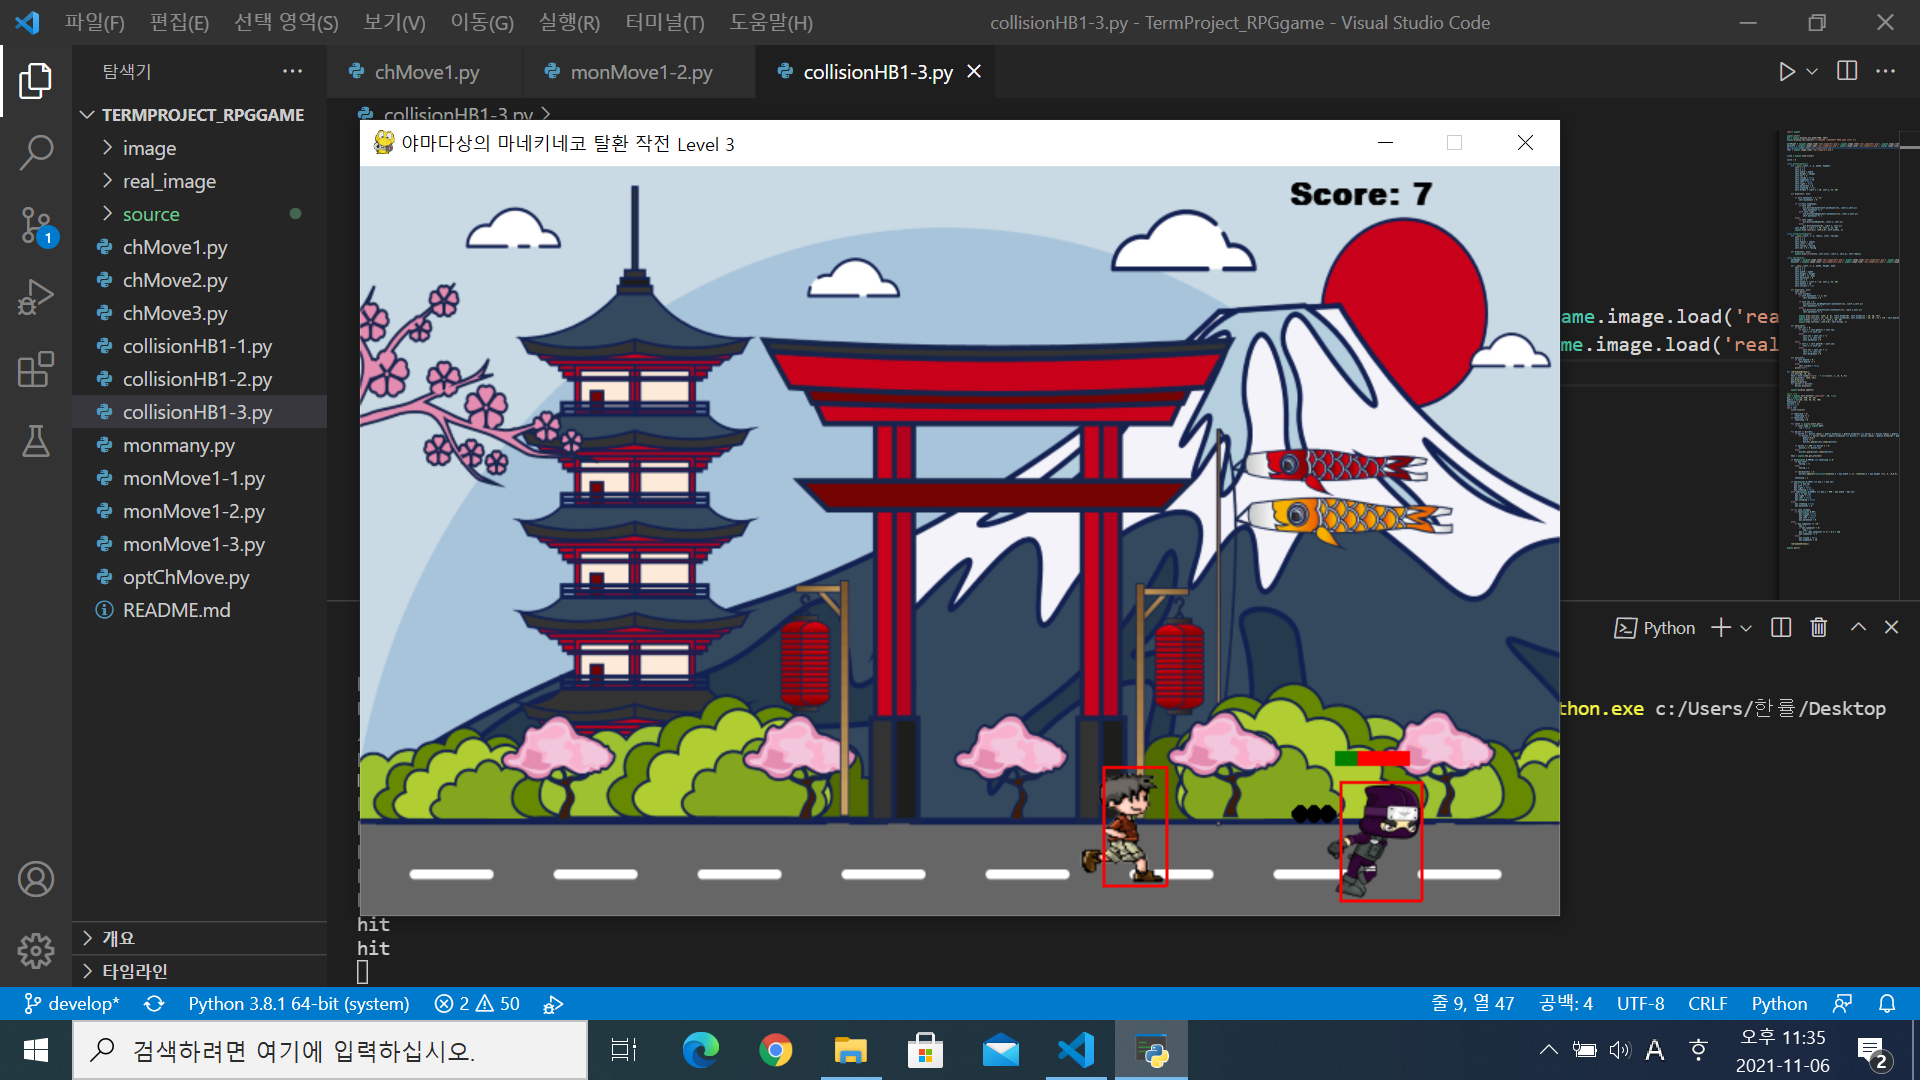 파일(F) 편집(E) 선택 영역(S) 보기(V) 이동(G) 실행(R) 터미널(T) 도움말(H) collisionHB1-3.py - TermProject_RPGgame - Visual Studio Code
탐색기
chMove1.py monMove1-2.py collisionHB1-3.py
TERMPROJECT_RPGGAME
collisionHB1-3.py
image
real_image
source
chMove1.py
chMove2.py
chMove3.py
collisionHB1-1.py
collisionHB1-2.py
collisionHB1-3.py
monmany.py
monMove1-1.py
monMove1-2.py
monMove1-3.py
optChMove.py
README.md
1
야마다상의 마네키네코 탈환 작전 Level 3
Score: 7
ame.image.load('rea
me.image.load('real
Python
thon.exe c:/Users/한률/Desktop
hit
hit
개요
타임라인
develop* Python 3.8.1 64-bit (system) 2 50 줄 9, 열 47 공백: 4 UTF-8 CRLF Python
검색하려면 여기에 입력하십시오.
A
오후 11:35
2021-11-06
2